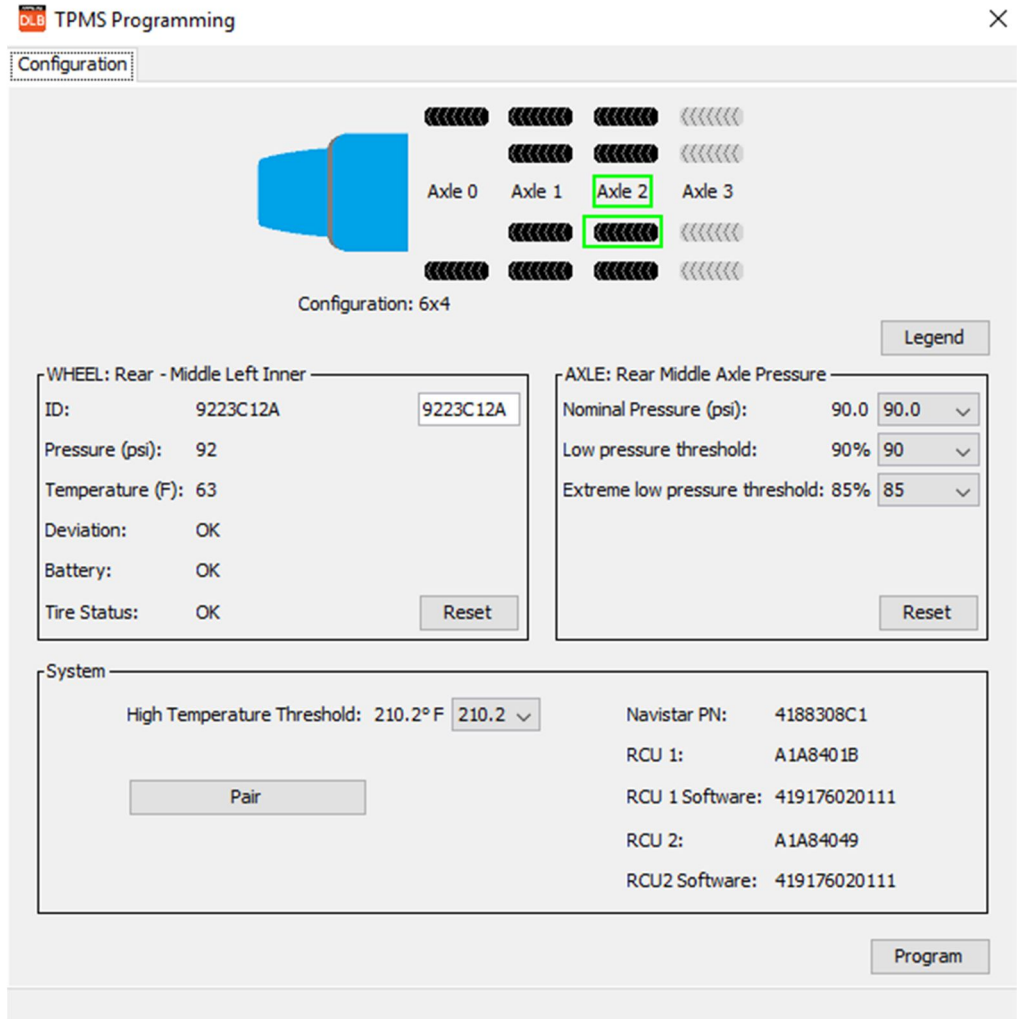 DLB TPMS Programming
Configuration
Axle 0 Axle 1 Axle 2 Axle 3
Configuration: 6x4
Legend
WHEEL: Rear - Middle Left Inner
ID: 9223C12A 9223C12A
Pressure (psi): 92
Temperature (F): 63
Deviation: OK
Battery: OK
Tire Status: OK
Reset
AXLE: Rear Middle Axle Pressure
Nominal Pressure (psi): 90.0 90.0
Low pressure threshold: 90% 90
Extreme low pressure threshold: 85% 85
Reset
System
High Temperature Threshold: 210.2° F 210.2
Pair
Navistar PN: 4188308C1
RCU 1: A1A8401B
RCU 1 Software: 419176020111
RCU 2: A1A84049
RCU2 Software: 419176020111
Program